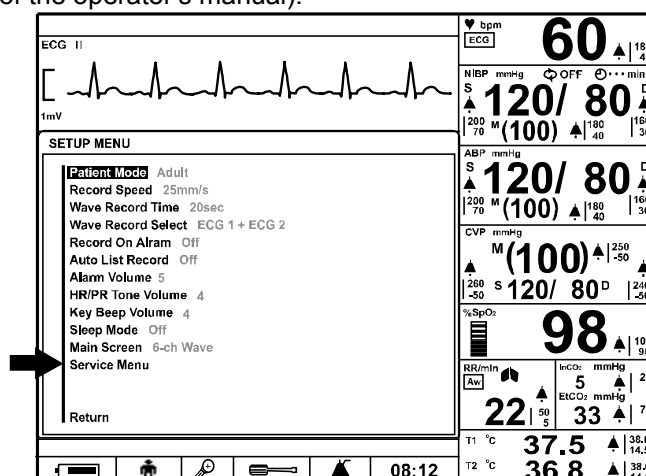 of the operator's manual).
ECG II
1mV
SETUP MENU
Patient Mode Adult
Record Speed 25mm/s
Wave Record Time 20sec
Wave Record Select ECG 1 + ECG 2
Record On Alram Off
Auto List Record Off
Alarm Volume 5
HR/PR Tone Volume 4
Key Beep Volume 4
Sleep Mode Off
Main Screen 6-ch Wave
Service Menu
Return
08:12
bpm
ECG
60
NIBP mmHg OFF min
S
120/ 80
200
70
M (100)
180
40
ABP mmHg
S
120/ 80
200
70
M (100)
180
40
CVP mmHg
M (100)
250
-50
260
-50
S 120/ 80 D
%SpO2
98
RR/min
Aw
22
50
5
InCO2 mmHg
5
EtCO2 mmHg
33
T1 °C
37.5
T2 °C
36.8